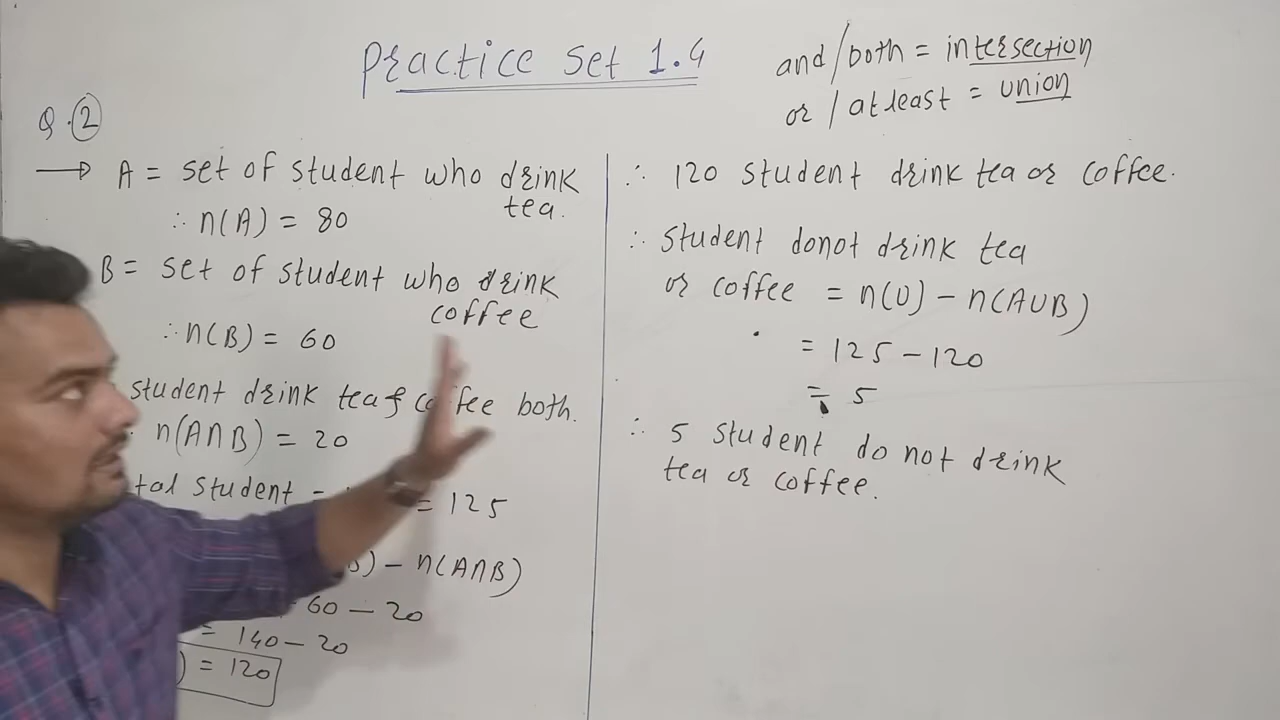 Practice Set 1.4
and/both = intersection
or / atleast = union
Q.2
→ A = set of student who drink
tea.
∴ n(A) = 80
B = set of student who drink
coffee
∴ n(B) = 60
student drink tea & coffee both.
n(A∩B) = 20
student = 125
) - n(A∩B)
60 - 20
= 140 - 20
) = 120
∴ 120 student drink tea or coffee.
∴ student donot drink tea
or coffee = n(U) - n(A∪B)
= 125 - 120
= 5
∴ 5 student do not drink
tea or coffee.